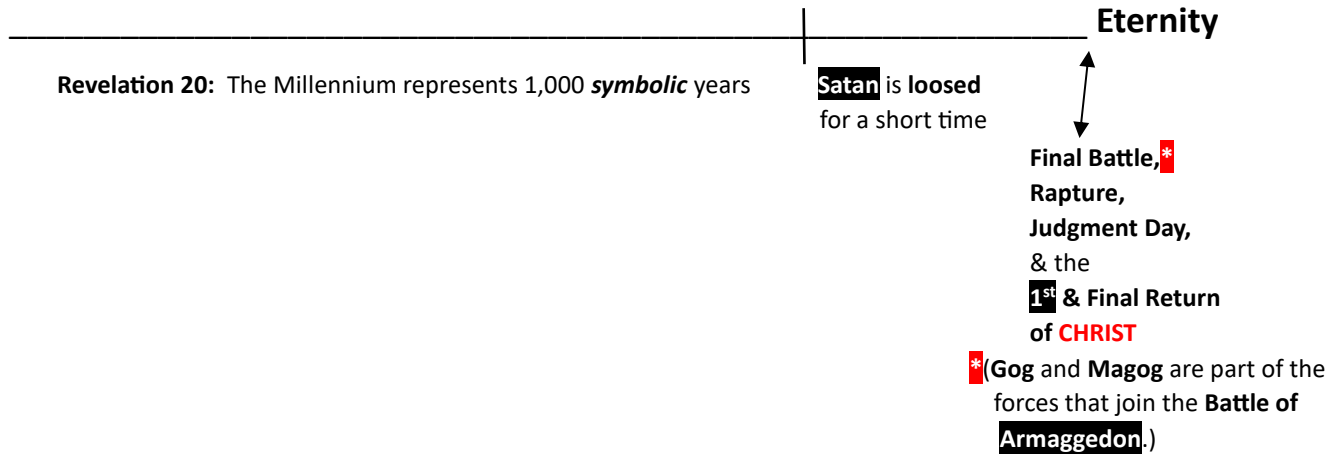 Eternity
Revelation 20: The Millennium represents 1,000 symbolic years
Satan is loosed
for a short time
Final Battle,*
Rapture,
Judgment Day,
& the
1st & Final Return
of CHRIST
*(Gog and Magog are part of the
forces that join the Battle of
Armaggedon.)